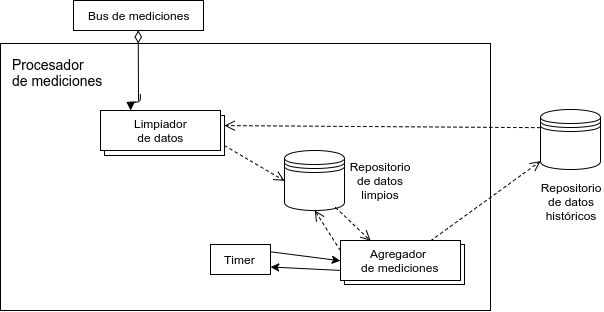 Bus de mediciones
Procesador
de mediciones
Limpiador
de datos
Repositorio
de datos
limpios
Repositorio
de datos
históricos
Timer
Agregador
de mediciones